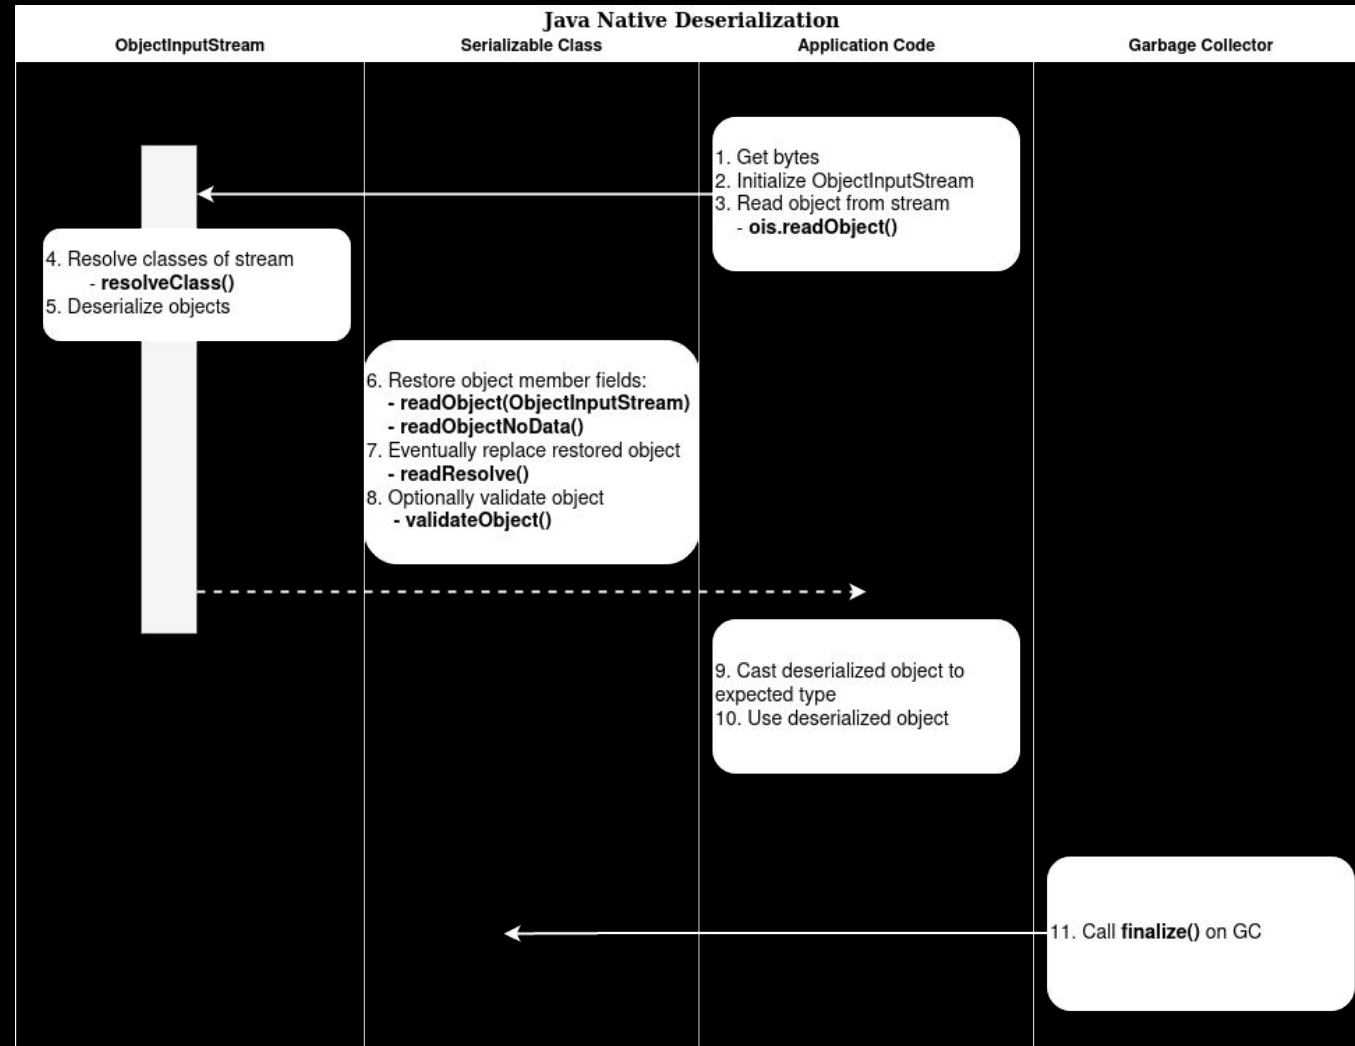 Java Native Deserialization
ObjectInputStream
Serializable Class
Application Code
Garbage Collector
1. Get bytes
2. Initialize ObjectInputStream
3. Read object from stream
- ois.readObject()
4. Resolve classes of stream
- resolveClass()
5. Deserialize objects
6. Restore object member fields:
- readObject(ObjectInputStream)
- readObjectNoData()
7. Eventually replace restored object
- readResolve()
8. Optionally validate object
- validateObject()
9. Cast deserialized object to
expected type
10. Use deserialized object
11. Call finalize() on GC